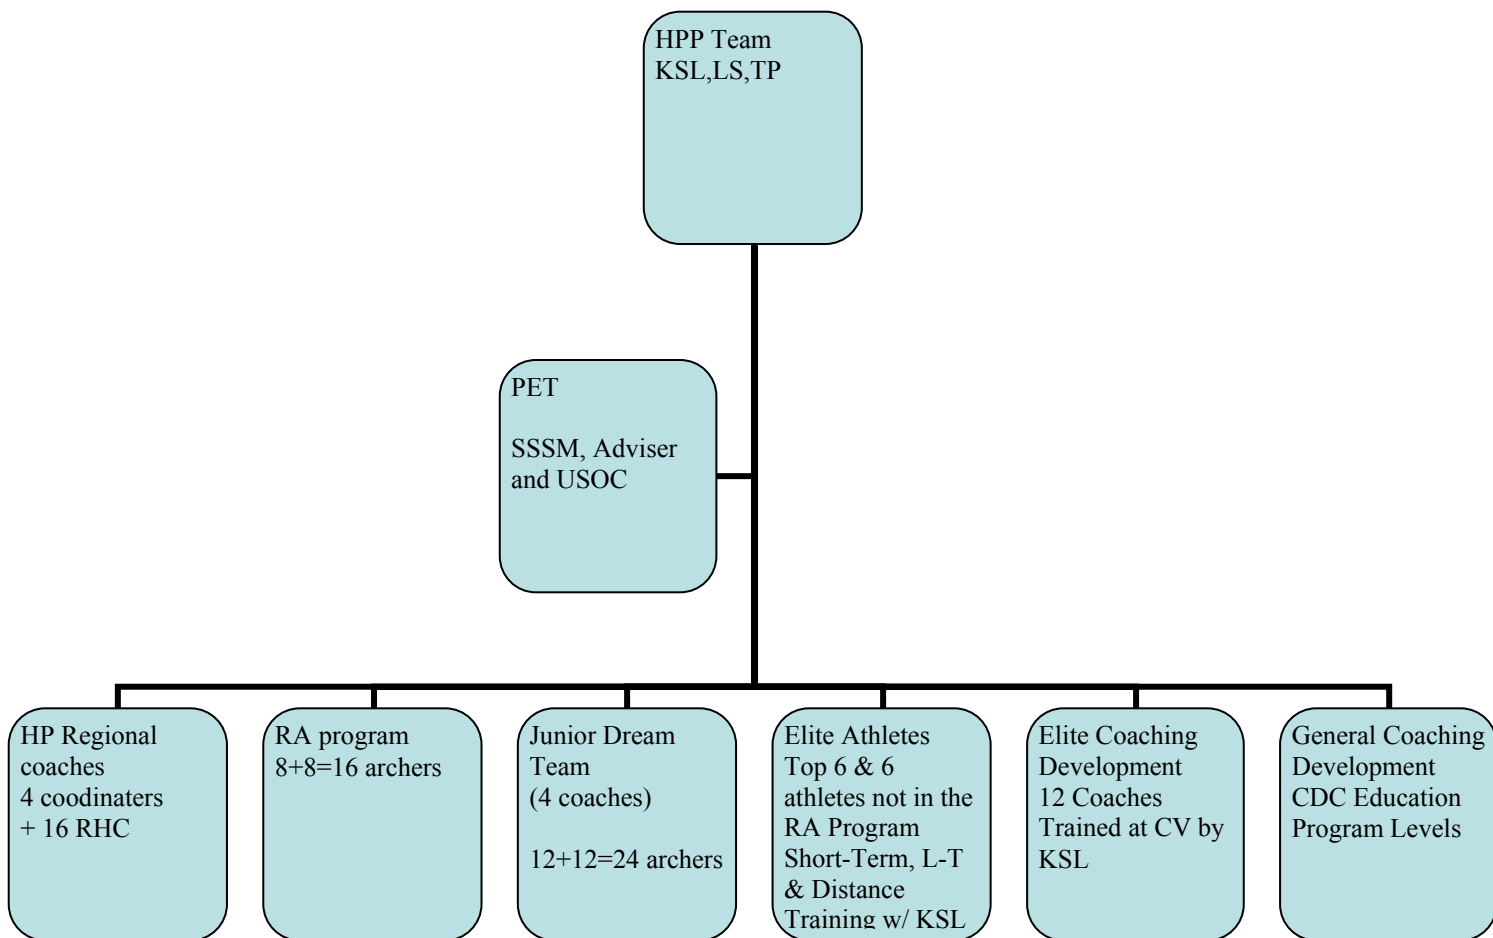 HPP Team
KSL,LS,TP
PET
SSSM, Adviser
and USOC
HP Regional
coaches
4 coodinaters
+ 16 RHC
RA program
8+8=16 archers
Junior Dream
Team
(4 coaches)
12+12=24 archers
Elite Athletes
Top 6 & 6
athletes not in the
RA Program
Short-Term, L-T
& Distance
Training w/ KSL
Elite Coaching
Development
12 Coaches
Trained at CV by
KSL
General Coaching
Development
CDC Education
Program Levels